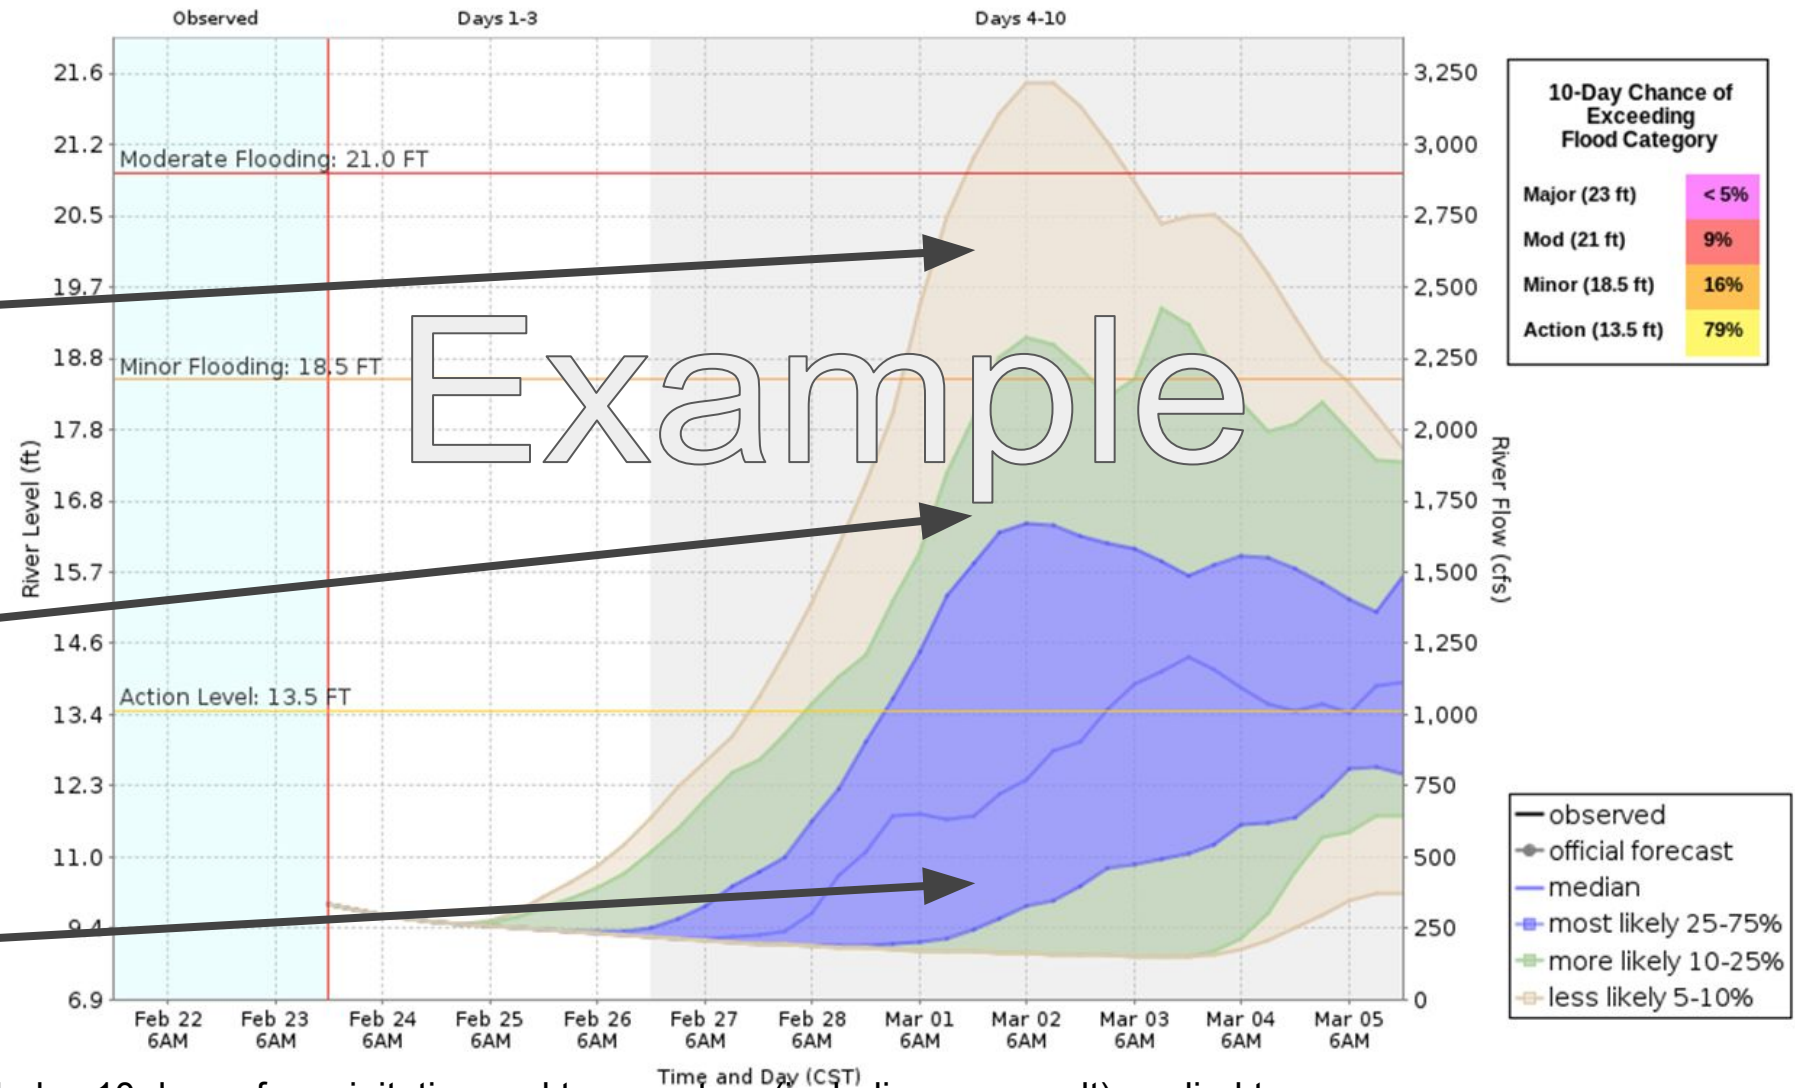 Observed
Days 1-3
Days 4-10
21.6
21.2
20.5
19.7
18.8
17.8
16.8
15.7
14.6
13.4
12.3
11.0
9.4
6.9
River Level (ft)
Moderate Flooding: 21.0 FT
Minor Flooding: 18.5 FT
Action Level: 13.5 FT
Example
3,250
3,000
2,750
2,500
2,250
2,000
1,750
1,500
1,250
1,000
750
500
250
0
River Flow (cfs)
Feb 22
6AM
Feb 23
6AM
Feb 24
6AM
Feb 25
6AM
Feb 26
6AM
Feb 27
6AM
Feb 28
6AM
Mar 01
6AM
Mar 02
6AM
Mar 03
6AM
Mar 04
6AM
Mar 05
6AM
Time and Day (CST)
10-Day Chance of
Exceeding
Flood Category
Major (23 ft) < 5%
Mod (21 ft) 9%
Minor (18.5 ft) 16%
Action (13.5 ft) 79%
observed
official forecast
median
most likely 25-75%
more likely 10-25%
less likely 5-10%